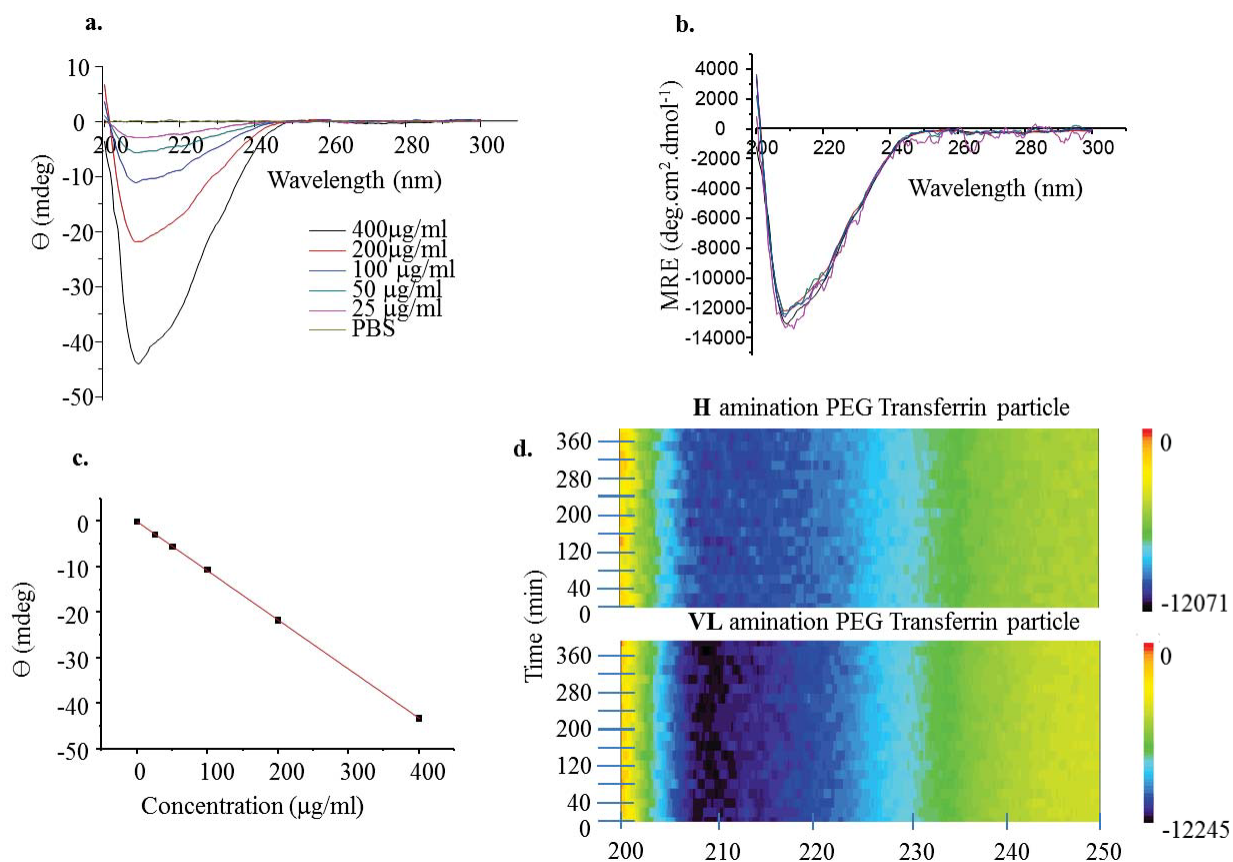 a.
10
0
-10
-20
-30
-40
-50
Ө (mdeg)
200 220 240 260 280 300
Wavelength (nm)
400μg/ml
200μg/ml
100 μg/ml
50 μg/ml
25 μg/ml
PBS
b.
4000
2000
0
-2000
-4000
-6000
-8000
-10000
-12000
-14000
MRE (deg.cm².dmol⁻¹)
200 220 240 260 280 300
Wavelength (nm)
c.
0
-10
-20
-30
-40
-50
Ө (mdeg)
0 100 200 300 400
Concentration (μg/ml)
d.
H amination PEG Transferrin particle
360
280
200
120
40
0
0
-12071
Time (min)
VL amination PEG Transferrin particle
360
280
200
120
40
0
0
-12245
200 210 220 230 240 250